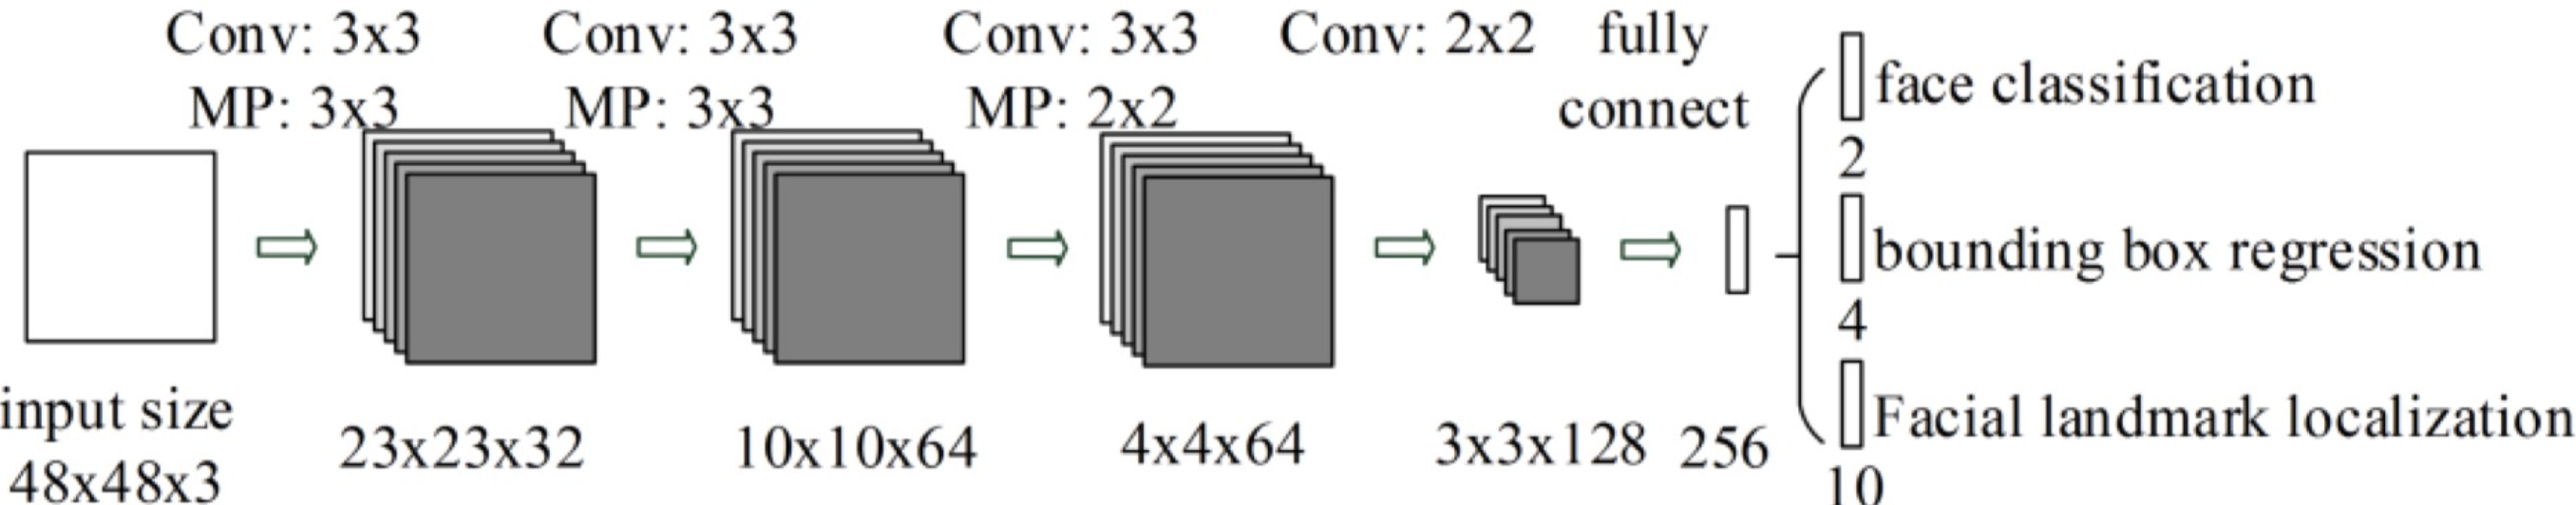 Conv: 3x3
MP: 3x3
Conv: 3x3
MP: 3x3
Conv: 3x3
MP: 2x2
Conv: 2x2
fully
connect
input size
48x48x3
23x23x32
10x10x64
4x4x64
3x3x128
256
face classification
2
bounding box regression
4
Facial landmark localization
10